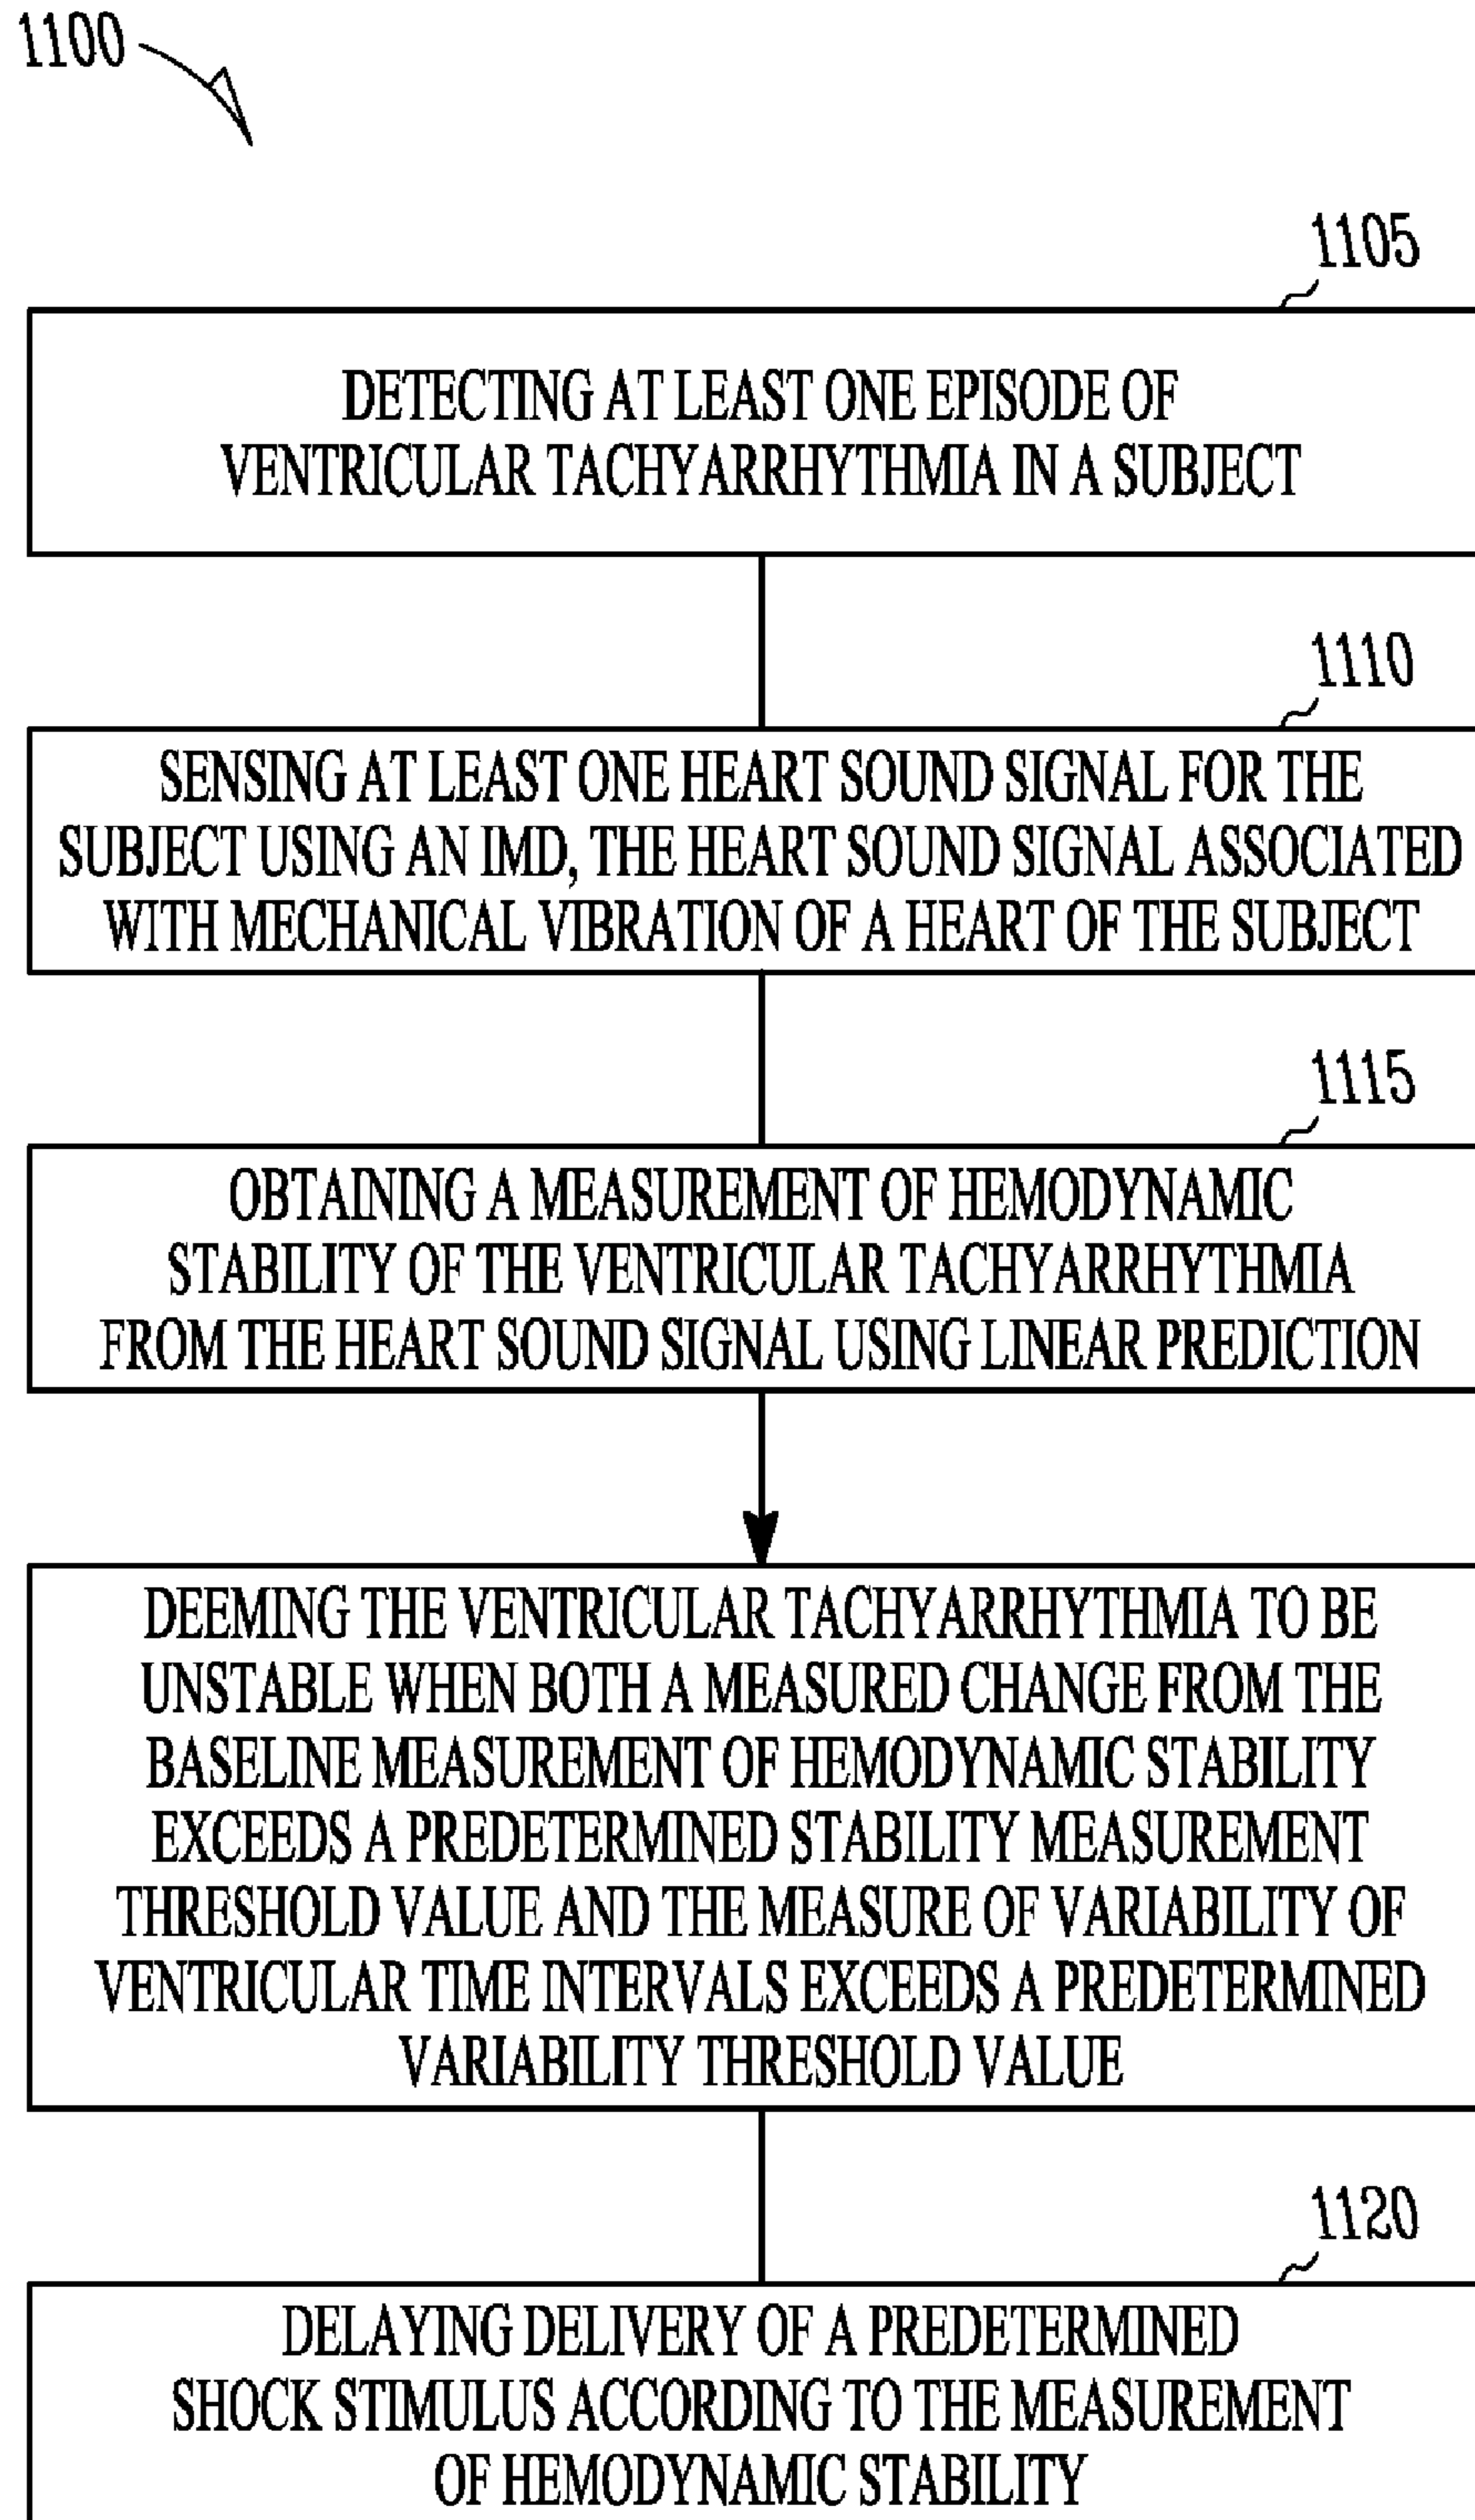 1100
1105
DETECTING AT LEAST ONE EPISODE OF
VENTRICULAR TACHYARRHYTHMIA IN A SUBJECT
1110
SENSING AT LEAST ONE HEART SOUND SIGNAL FOR THE
SUBJECT USING AN IMD, THE HEART SOUND SIGNAL ASSOCIATED
WITH MECHANICAL VIBRATION OF A HEART OF THE SUBJECT
1115
OBTAINING A MEASUREMENT OF HEMODYNAMIC
STABILITY OF THE VENTRICULAR TACHYARRHYTHMIA
FROM THE HEART SOUND SIGNAL USING LINEAR PREDICTION
DEEMING THE VENTRICULAR TACHYARRHYTHMIA TO BE
UNSTABLE WHEN BOTH A MEASURED CHANGE FROM THE
BASELINE MEASUREMENT OF HEMODYNAMIC STABILITY
EXCEEDS A PREDETERMINED STABILITY MEASUREMENT
THRESHOLD VALUE AND THE MEASURE OF VARIABILITY OF
VENTRICULAR TIME INTERVALS EXCEEDS A PREDETERMINED
VARIABILITY THRESHOLD VALUE
1120
DELAYING DELIVERY OF A PREDETERMINED
SHOCK STIMULUS ACCORDING TO THE MEASUREMENT
OF HEMODYNAMIC STABILITY